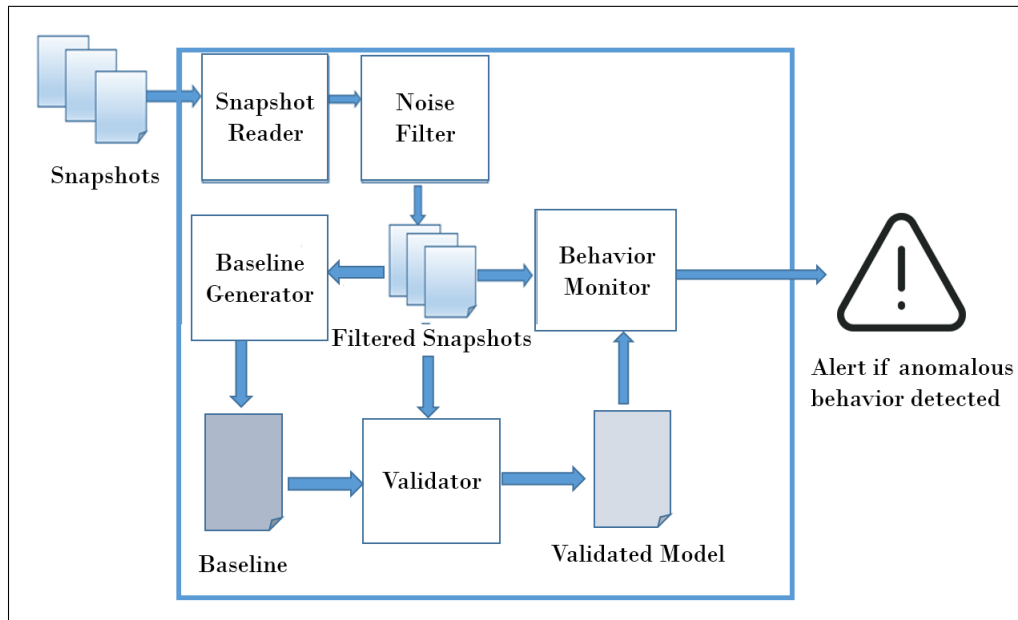 Snapshot
Reader
Noise
Filter
Snapshots
Baseline
Generator
Behavior
Monitor
Filtered Snapshots
Alert if anomalous
behavior detected
Validator
Baseline
Validated Model